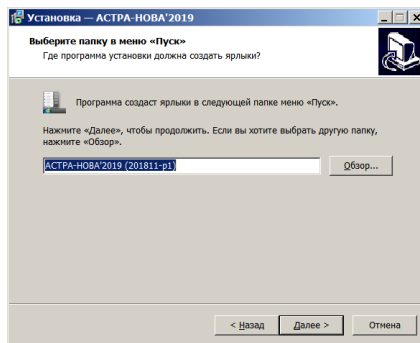 Установка — АСТРА-НОВА'2019
Выберите папку в меню «Пуск»
Где программа установки должна создать ярлыки?
Программа создаст ярлыки в следующей папке меню «Пуск».
Нажмите «Далее», чтобы продолжить. Если вы хотите выбрать другую папку,
нажмите «Обзор».
АСТРА-НОВА'2019 (201811-p1)
Обзор...
< Назад
Далее >
Отмена